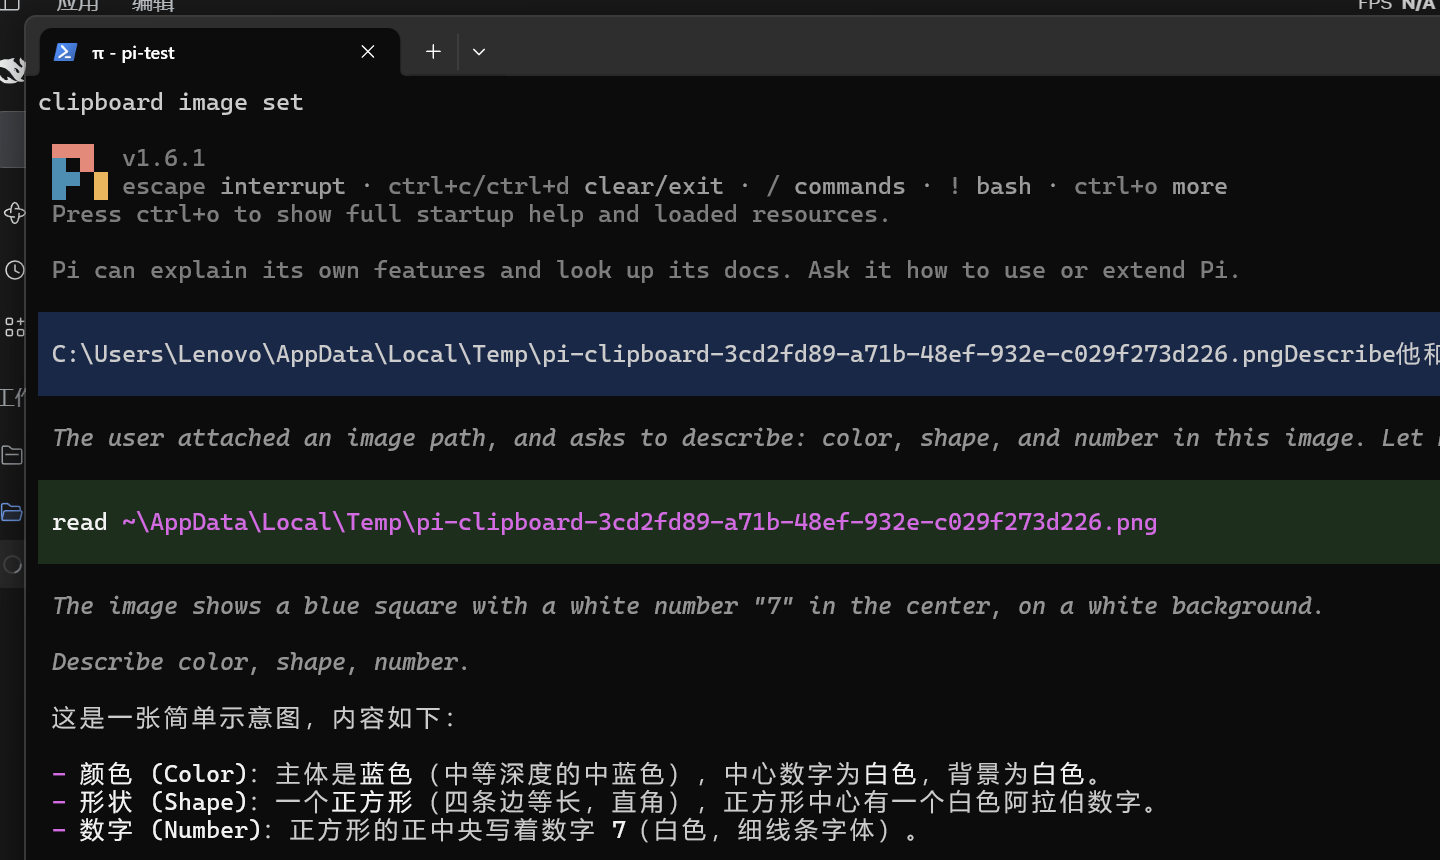 应用 编辑 FPS N/A
π - pi-test
clipboard image set
v1.6.1
escape interrupt · ctrl+c/ctrl+d clear/exit · / commands · ! bash · ctrl+o more
Press ctrl+o to show full startup help and loaded resources.
Pi can explain its own features and look up its docs. Ask it how to use or extend Pi.
C:\Users\Lenovo\AppData\Local\Temp\pi-clipboard-3cd2fd89-a71b-48ef-932e-c029f273d226.pngDescribe他和
工作
The user attached an image path, and asks to describe: color, shape, and number in this image. Let
read ~\AppData\Local\Temp\pi-clipboard-3cd2fd89-a71b-48ef-932e-c029f273d226.png
The image shows a blue square with a white number "7" in the center, on a white background.
Describe color, shape, number.
这是一张简单示意图，内容如下：
- 颜色 (Color)：主体是蓝色（中等深度的中蓝色），中心数字为白色，背景为白色。
- 形状 (Shape)：一个正方形（四条边等长，直角），正方形中心有一个白色阿拉伯数字。
- 数字 (Number)：正方形的正中央写着数字 7（白色，细线条字体）。